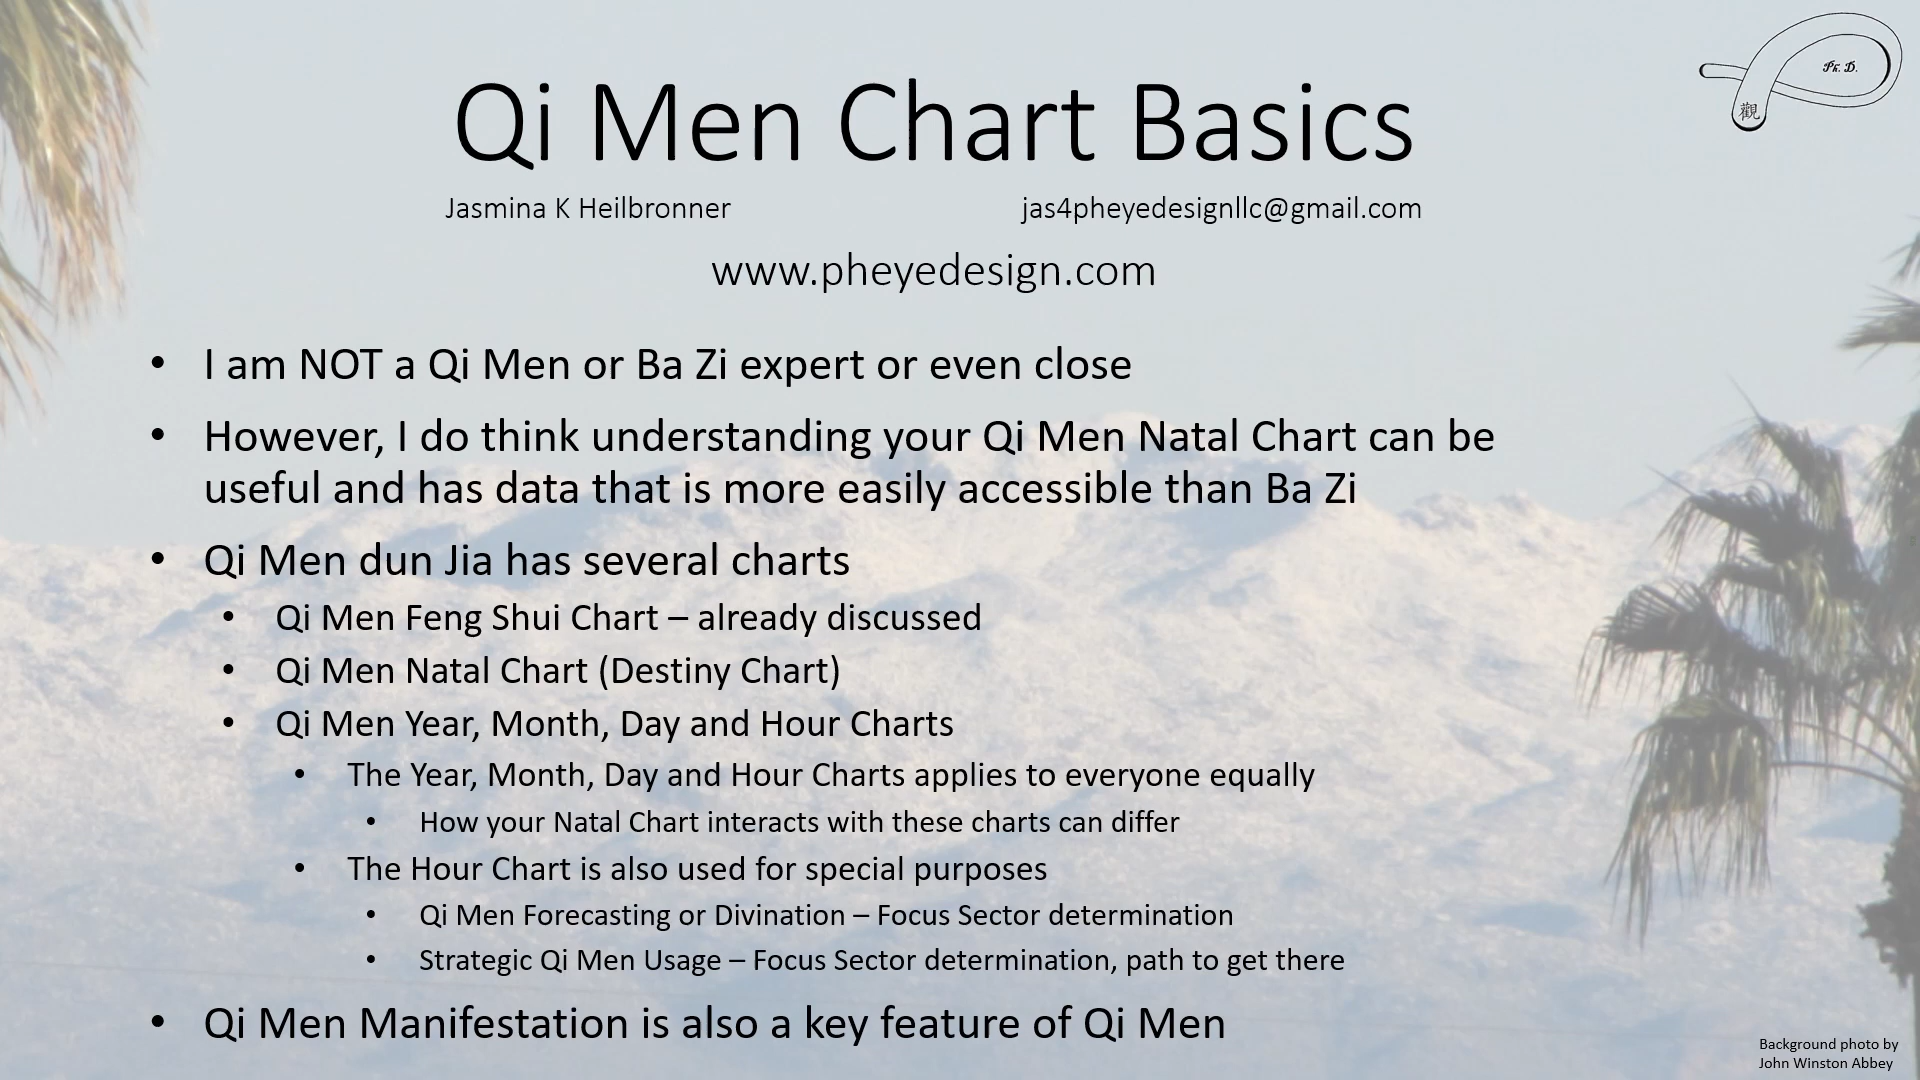 Ph. D.
觀
Qi Men Chart Basics
Jasmina K Heilbronner jas4pheyedesignllc@gmail.com
www.pheyedesign.com
• I am NOT a Qi Men or Ba Zi expert or even close
• However, I do think understanding your Qi Men Natal Chart can be
useful and has data that is more easily accessible than Ba Zi
• Qi Men dun Jia has several charts
• Qi Men Feng Shui Chart – already discussed
• Qi Men Natal Chart (Destiny Chart)
• Qi Men Year, Month, Day and Hour Charts
• The Year, Month, Day and Hour Charts applies to everyone equally
• How your Natal Chart interacts with these charts can differ
• The Hour Chart is also used for special purposes
• Qi Men Forecasting or Divination – Focus Sector determination
• Strategic Qi Men Usage – Focus Sector determination, path to get there
• Qi Men Manifestation is also a key feature of Qi Men
Background photo by
John Winston Abbey